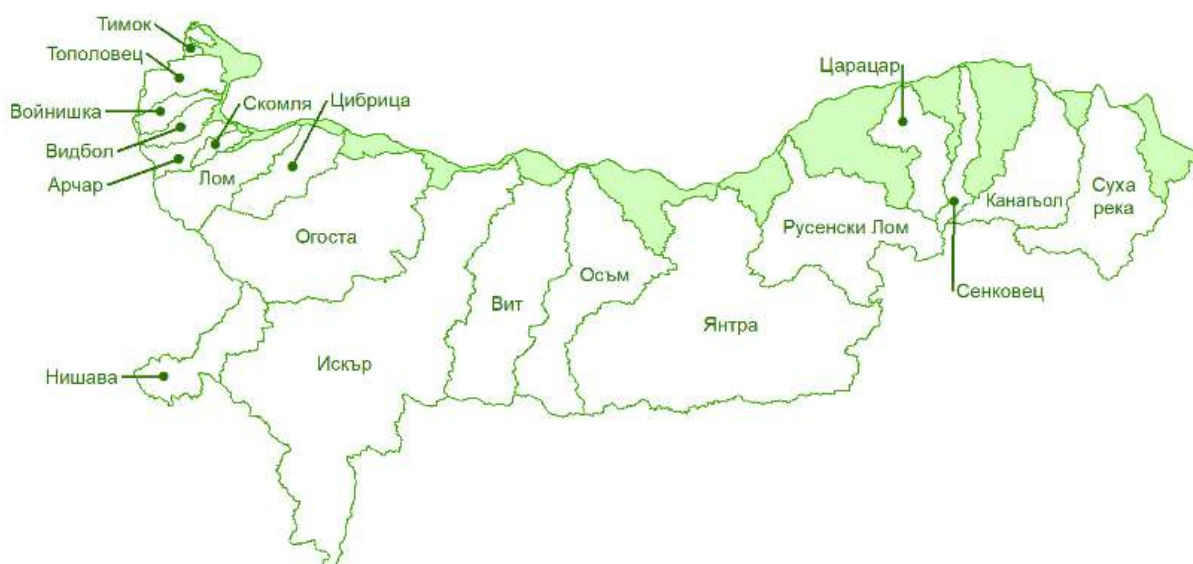 Тимок
Тополовец
Войнишка
Видбол
Арчар
Скомля
Цибрица
Лом
Огоста
Нишава
Искър
Вит
Осъм
Янтра
Русенски Лом
Царацар
Сенковец
Канагьол
Суха
река